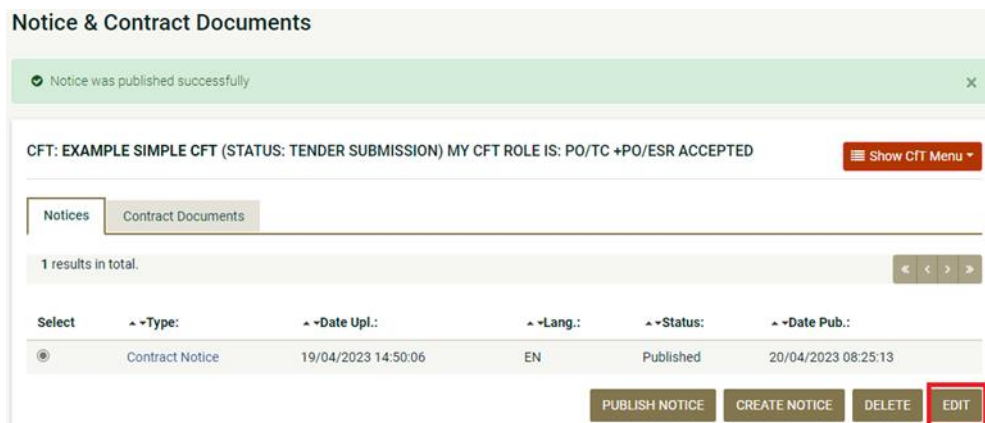 Notice & Contract Documents
Notice was published successfully ×
CFT: EXAMPLE SIMPLE CFT (STATUS: TENDER SUBMISSION) MY CFT ROLE IS: PO/TC +PO/ESR ACCEPTED Show CfT Menu
Notices Contract Documents
1 results in total. « ‹ › »
Select Type: Date Upl.: Lang.: Status: Date Pub.:
Contract Notice 19/04/2023 14:50:06 EN Published 20/04/2023 08:25:13
PUBLISH NOTICE CREATE NOTICE DELETE EDIT